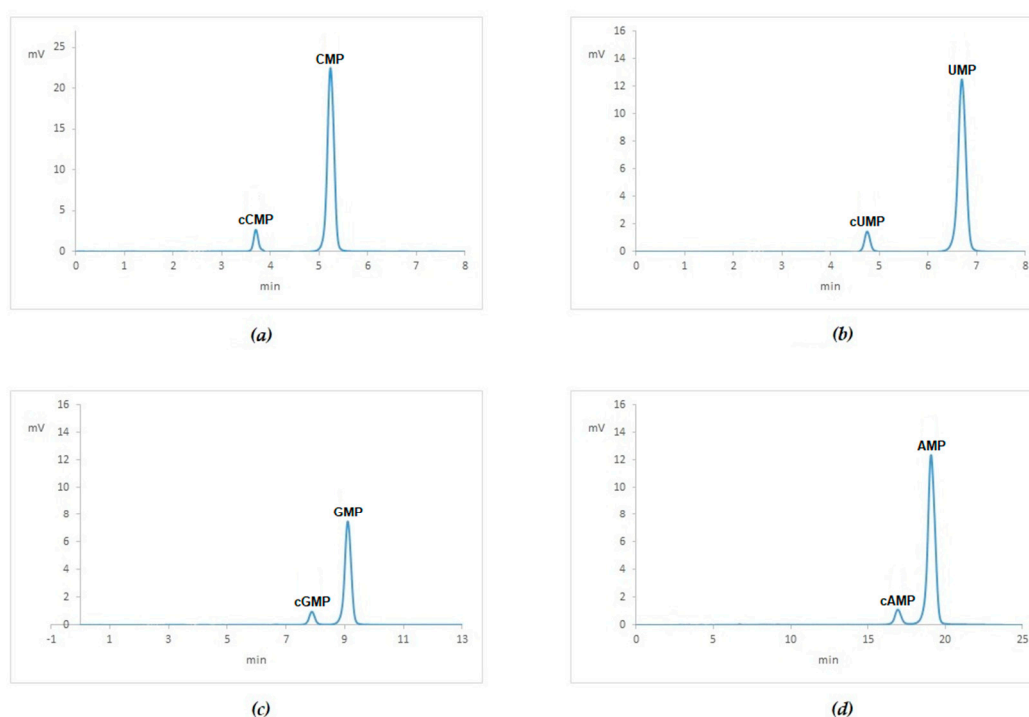 mV
25
20
15
10
5
0
CMP
cCMP
0 1 2 3 4 5 6 7 8
min
(a)
mV
16
14
12
10
8
6
4
2
0
UMP
cUMP
0 1 2 3 4 5 6 7 8
min
(b)
mV
16
14
12
10
8
6
4
2
0
GMP
cGMP
-1 1 3 5 7 9 11 13
min
(c)
mV
16
14
12
10
8
6
4
2
0
AMP
cAMP
0 5 10 15 20 25
min
(d)